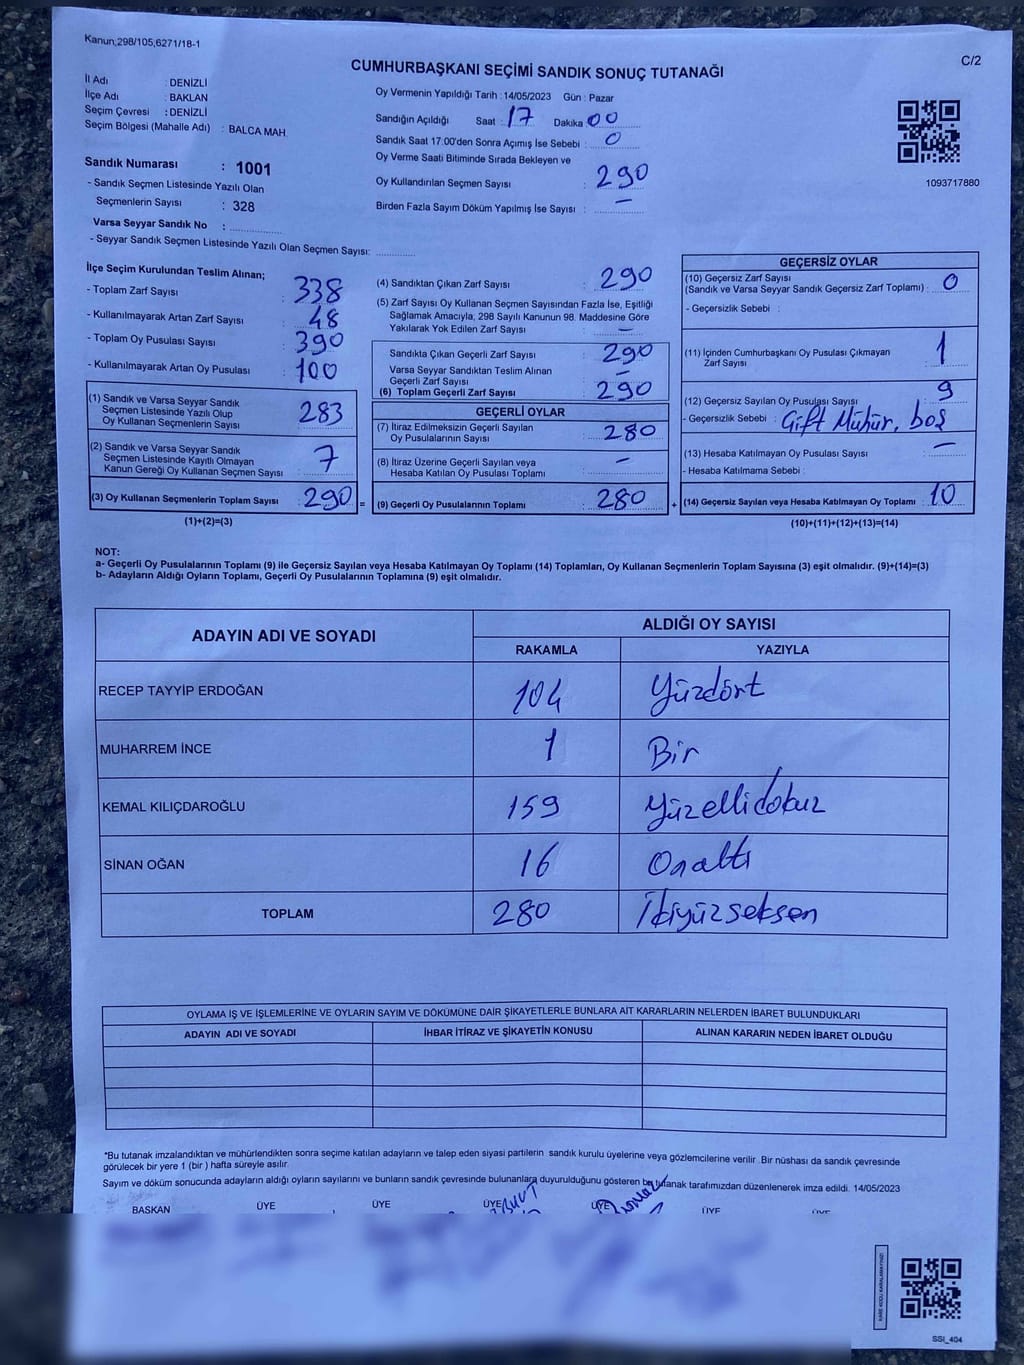 Kanun;298/105,6271/18-1
C/2
CUMHURBAŞKANI SEÇİMİ SANDIK SONUÇ TUTANAĞI
İl Adı : DENİZLİ
İlçe Adı : BAKLAN
Seçim Çevresi : DENİZLİ
Seçim Bölgesi (Mahalle Adı) : BALCA MAH.
Sandık Numarası : 1001
- Sandık Seçmen Listesinde Yazılı Olan
Seçmenlerin Sayısı : 328
Varsa Seyyar Sandık No :
- Seyyar Sandık Seçmen Listesinde Yazılı Olan Seçmen Sayısı:
Oy Vermenin Yapıldığı Tarih : 14/05/2023 Gün : Pazar
Sandığın Açıldığı Saat : 17 Dakika : 00
Sandık Saat 17:00'den Sonra Açımış İse Sebebi : 0
Oy Verme Saati Bitiminde Sırada Bekleyen ve
Oy Kullandırılan Seçmen Sayısı : 290
Birden Fazla Sayım Döküm Yapılmış İse Sayısı : —
1093717880
İlçe Seçim Kurulundan Teslim Alınan;
- Toplam Zarf Sayısı : 338
- Kullanılmayarak Artan Zarf Sayısı : 48
- Toplam Oy Pusulası Sayısı : 390
- Kullanılmayarak Artan Oy Pusulası : 100
(1) Sandık ve Varsa Seyyar Sandık
Seçmen Listesinde Yazılı Olup
Oy Kullanan Seçmenlerin Sayısı : 283
(2) Sandık ve Varsa Seyyar Sandık
Seçmen Listesinde Kayıtlı Olmayan
Kanun Gereği Oy Kullanan Seçmen Sayısı : 7
(3) Oy Kullanan Seçmenlerin Toplam Sayısı : 290 =
(1)+(2)=(3)
(4) Sandıktan Çıkan Zarf Sayısı : 290
(5) Zarf Sayısı Oy Kullanan Seçmen Sayısından Fazla İse, Eşitliği
Sağlamak Amacıyla, 298 Sayılı Kanunun 98. Maddesine Göre
Yakılarak Yok Edilen Zarf Sayısı : —
Sandıkta Çıkan Geçerli Zarf Sayısı : 290
Varsa Seyyar Sandıktan Teslim Alınan
Geçerli Zarf Sayısı : —
(6) Toplam Geçerli Zarf Sayısı : 290
GEÇERLİ OYLAR
(7) İtiraz Edilmeksizin Geçerli Sayılan
Oy Pusulalarının Sayısı : 280
(8) İtiraz Üzerine Geçerli Sayılan veya
Hesaba Katılan Oy Pusulası Toplamı : —
(9) Geçerli Oy Pusulalarının Toplamı : 280 +
GEÇERSİZ OYLAR
(10) Geçersiz Zarf Sayısı
(Sandık ve Varsa Seyyar Sandık Geçersiz Zarf Toplamı) : 0
- Geçersizlik Sebebi :
(11) İçinden Cumhurbaşkanı Oy Pusulası Çıkmayan
Zarf Sayısı : 1
(12) Geçersiz Sayılan Oy Pusulası Sayısı : 9
- Geçersizlik Sebebi : Çift Mühür, boş
(13) Hesaba Katılmayan Oy Pusulası Sayısı : —
- Hesaba Katılmama Sebebi :
(14) Geçersiz Sayılan veya Hesaba Katılmayan Oy Toplamı : 10
(10)+(11)+(12)+(13)=(14)
NOT:
a- Geçerli Oy Pusulalarının Toplamı (9) ile Geçersiz Sayılan veya Hesaba Katılmayan Oy Toplamı (14) Toplamları, Oy Kullanan Seçmenlerin Toplam Sayısına (3) eşit olmalıdır. (9)+(14)=(3)
b- Adayların Aldığı Oyların Toplamı, Geçerli Oy Pusulalarının Toplamına (9) eşit olmalıdır.
ADAYIN ADI VE SOYADI ALDIĞI OY SAYISI
RAKAMLA YAZIYLA
RECEP TAYYİP ERDOĞAN 104 Yüzdört
MUHARREM İNCE 1 Bir
KEMAL KILIÇDAROĞLU 159 Yüzellidokuz
SİNAN OĞAN 16 Onaltı
TOPLAM 280 İkiyüzseksen
OYLAMA İŞ VE İŞLEMLERİNE VE OYLARIN SAYIM VE DÖKÜMÜNE DAİR ŞİKAYETLERLE BUNLARA AİT KARARLARIN NELERDEN İBARET BULUNDUKLARI
ADAYIN ADI VE SOYADI İHBAR İTİRAZ VE ŞİKAYETİN KONUSU ALINAN KARARIN NEDEN İBARET OLDUĞU
*Bu tutanak imzalandıktan ve mühürlendikten sonra seçime katılan adayların ve talep eden siyasi partilerin sandık kurulu üyelerine veya gözlemcilerine verilir .Bir nüshası da sandık çevresinde
görülecek bir yere 1 (bir ) hafta süreyle asılır.
Sayım ve döküm sonucunda adayların aldığı oyların sayılarını ve bunların sandık çevresinde bulunanlara duyurulduğunu gösteren bu tutanak tarafımızdan düzenlenerek imza edildi. 14/05/2023
BAŞKAN ÜYE ÜYE ÜYE ÜYE ÜYE ÜYE
SSI_404